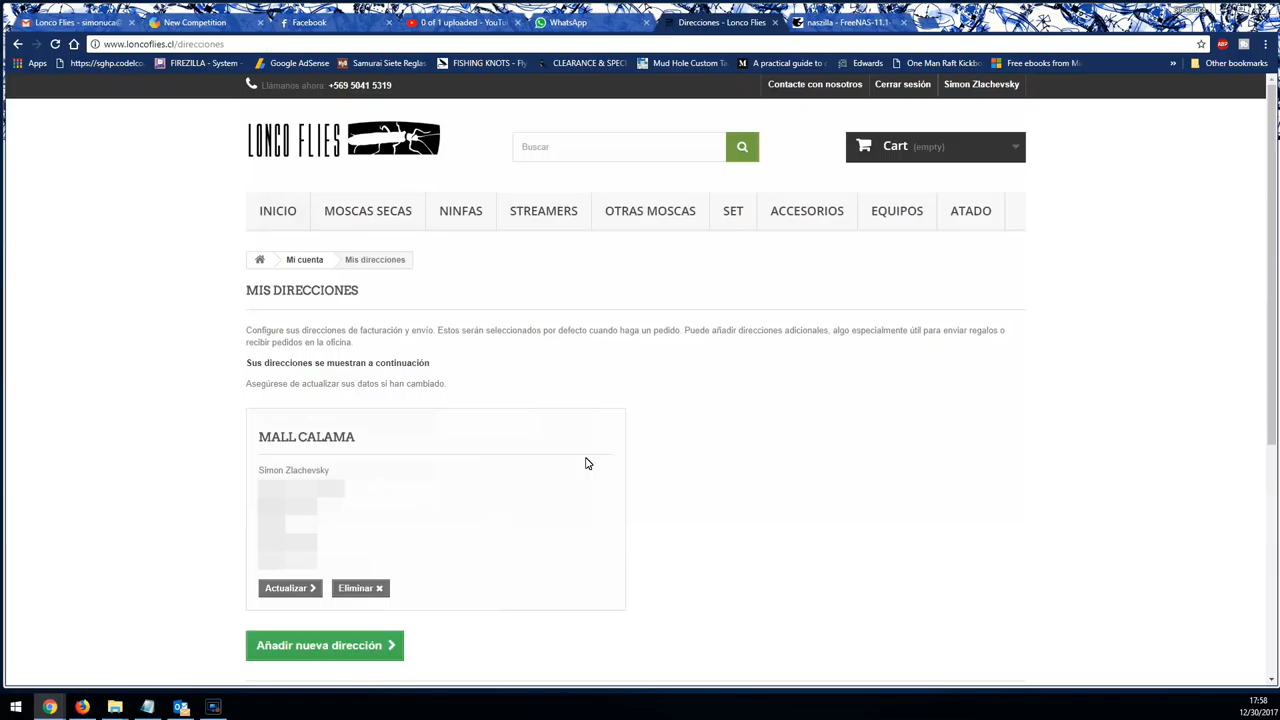 Lonco Flies - simonuca@
New Competition
Facebook
0 of 1 uploaded - YouTu
WhatsApp
Direcciones - Lonco Flies
naszilla - FreeNAS-11.1
simonuca
www.loncoflies.cl/direcciones
Apps
https://sghp.codelco
FIREZILLA - System -
Google AdSense
Samurai Siete Reglas
FISHING KNOTS - Fly
CLEARANCE & SPECI
Mud Hole Custom Ta
A practical guide to c
Edwards
One Man Raft Kickbo
Free ebooks from Mi
»
Other bookmarks
Llámanos ahora: +569 5041 5319
Contacte con nosotros
Cerrar sesión
Simon Zlachevsky
LONCO FLIES
Buscar
Cart (empty)
INICIO
MOSCAS SECAS
NINFAS
STREAMERS
OTRAS MOSCAS
SET
ACCESORIOS
EQUIPOS
ATADO
Mi cuenta
Mis direcciones
MIS DIRECCIONES
Configure sus direcciones de facturación y envío. Estos serán seleccionados por defecto cuando haga un pedido. Puede añadir direcciones adicionales, algo especialmente útil para enviar regalos o
recibir pedidos en la oficina.
Sus direcciones se muestran a continuación
Asegúrese de actualizar sus datos si han cambiado.
MALL CALAMA
Simon Zlachevsky
Actualizar
Eliminar
Añadir nueva dirección
17:58
12/30/2017